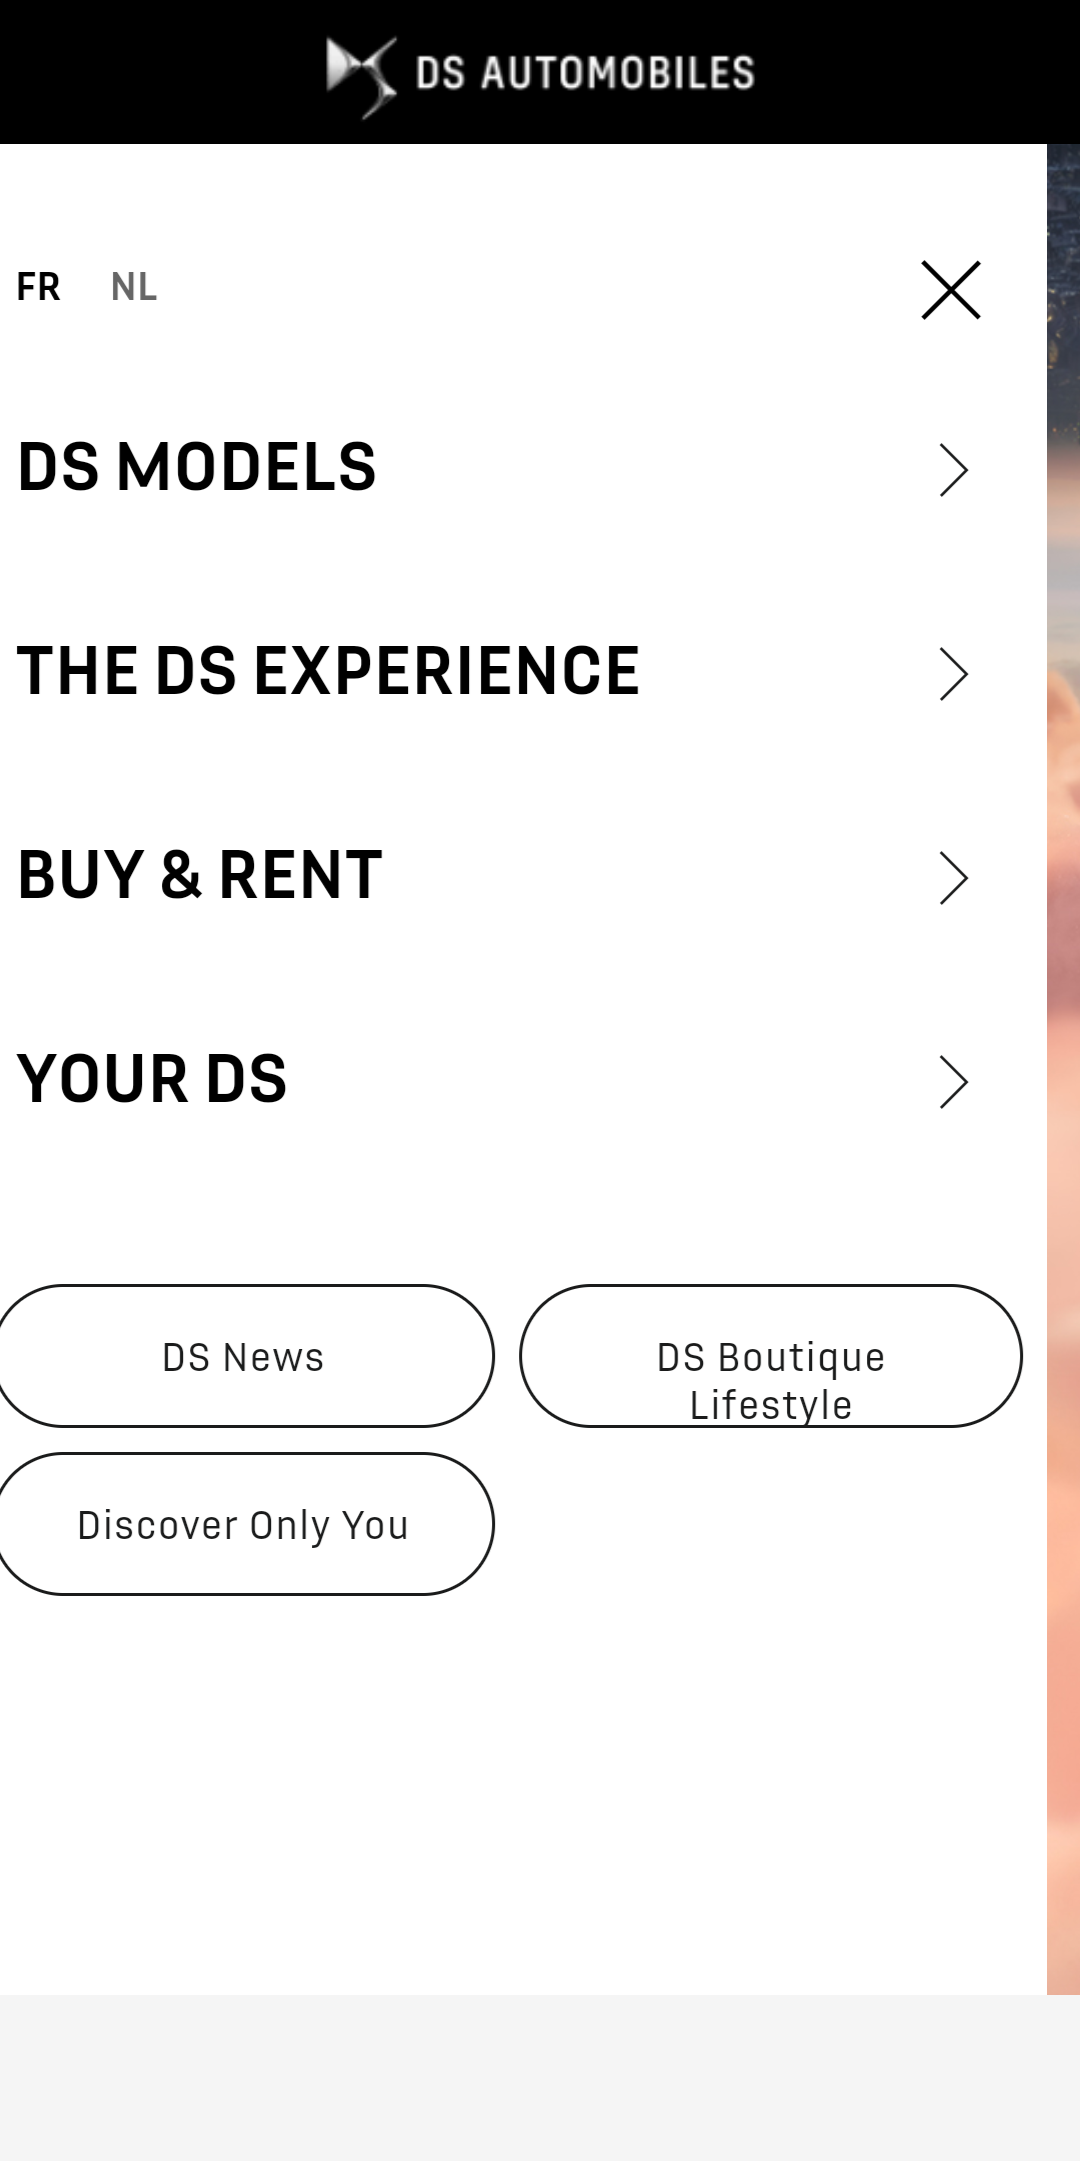 DS AUTOMOBILES
FR NL
DS MODELS
THE DS EXPERIENCE
BUY & RENT
YOUR DS
DS News
DS Boutique
Lifestyle
Discover Only You